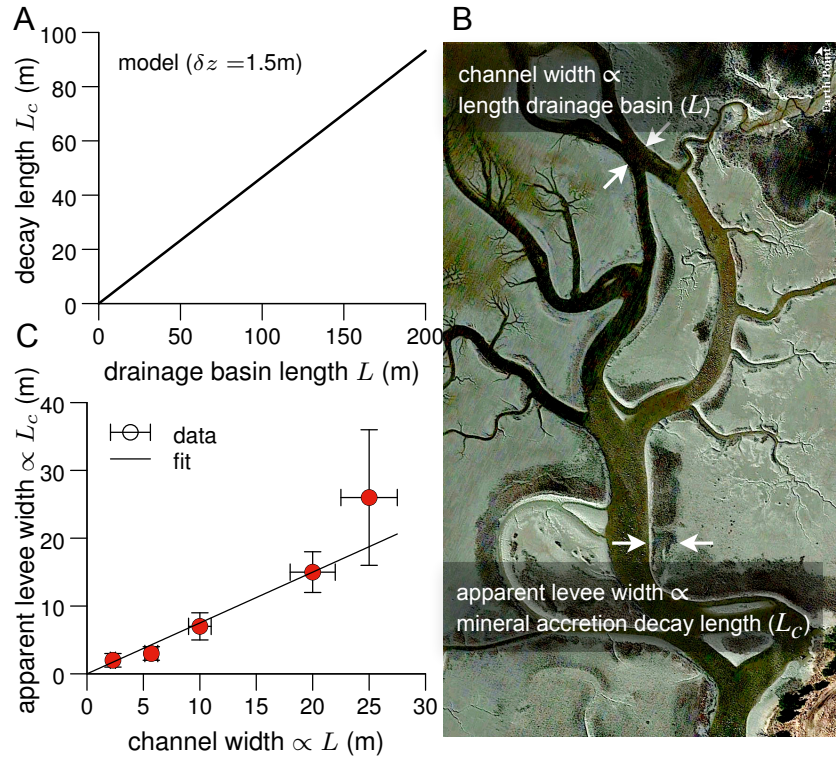 A
100
80
60
40
20
0
decay length L_c (m)
model (δz =1.5m)
0 50 100 150 200
drainage basin length L (m)
B
channel width ∝
length drainage basin (L)
Earth Point
apparent levee width ∝
mineral accretion decay length (L_c)
C
40
30
20
10
0
apparent levee width ∝ L_c (m)
data
fit
0 5 10 15 20 25 30
channel width ∝ L (m)